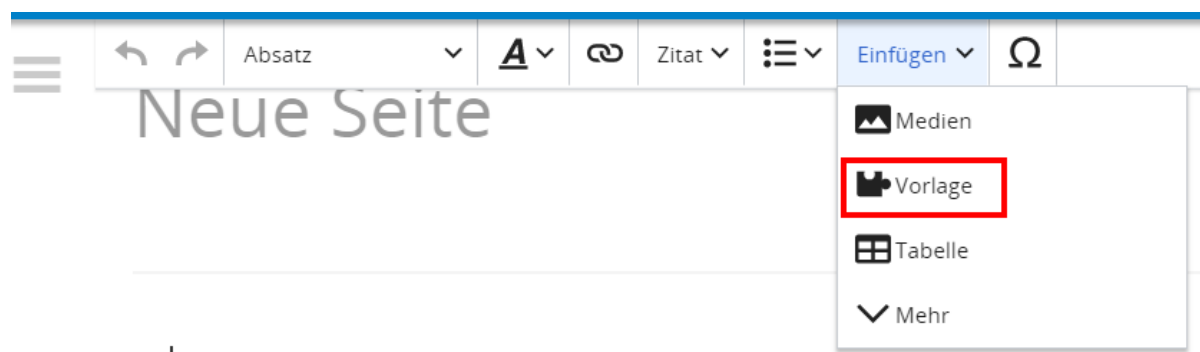 Absatz A Zitat Einfügen Ω
Neue Seite
Medien
Vorlage
Tabelle
Mehr